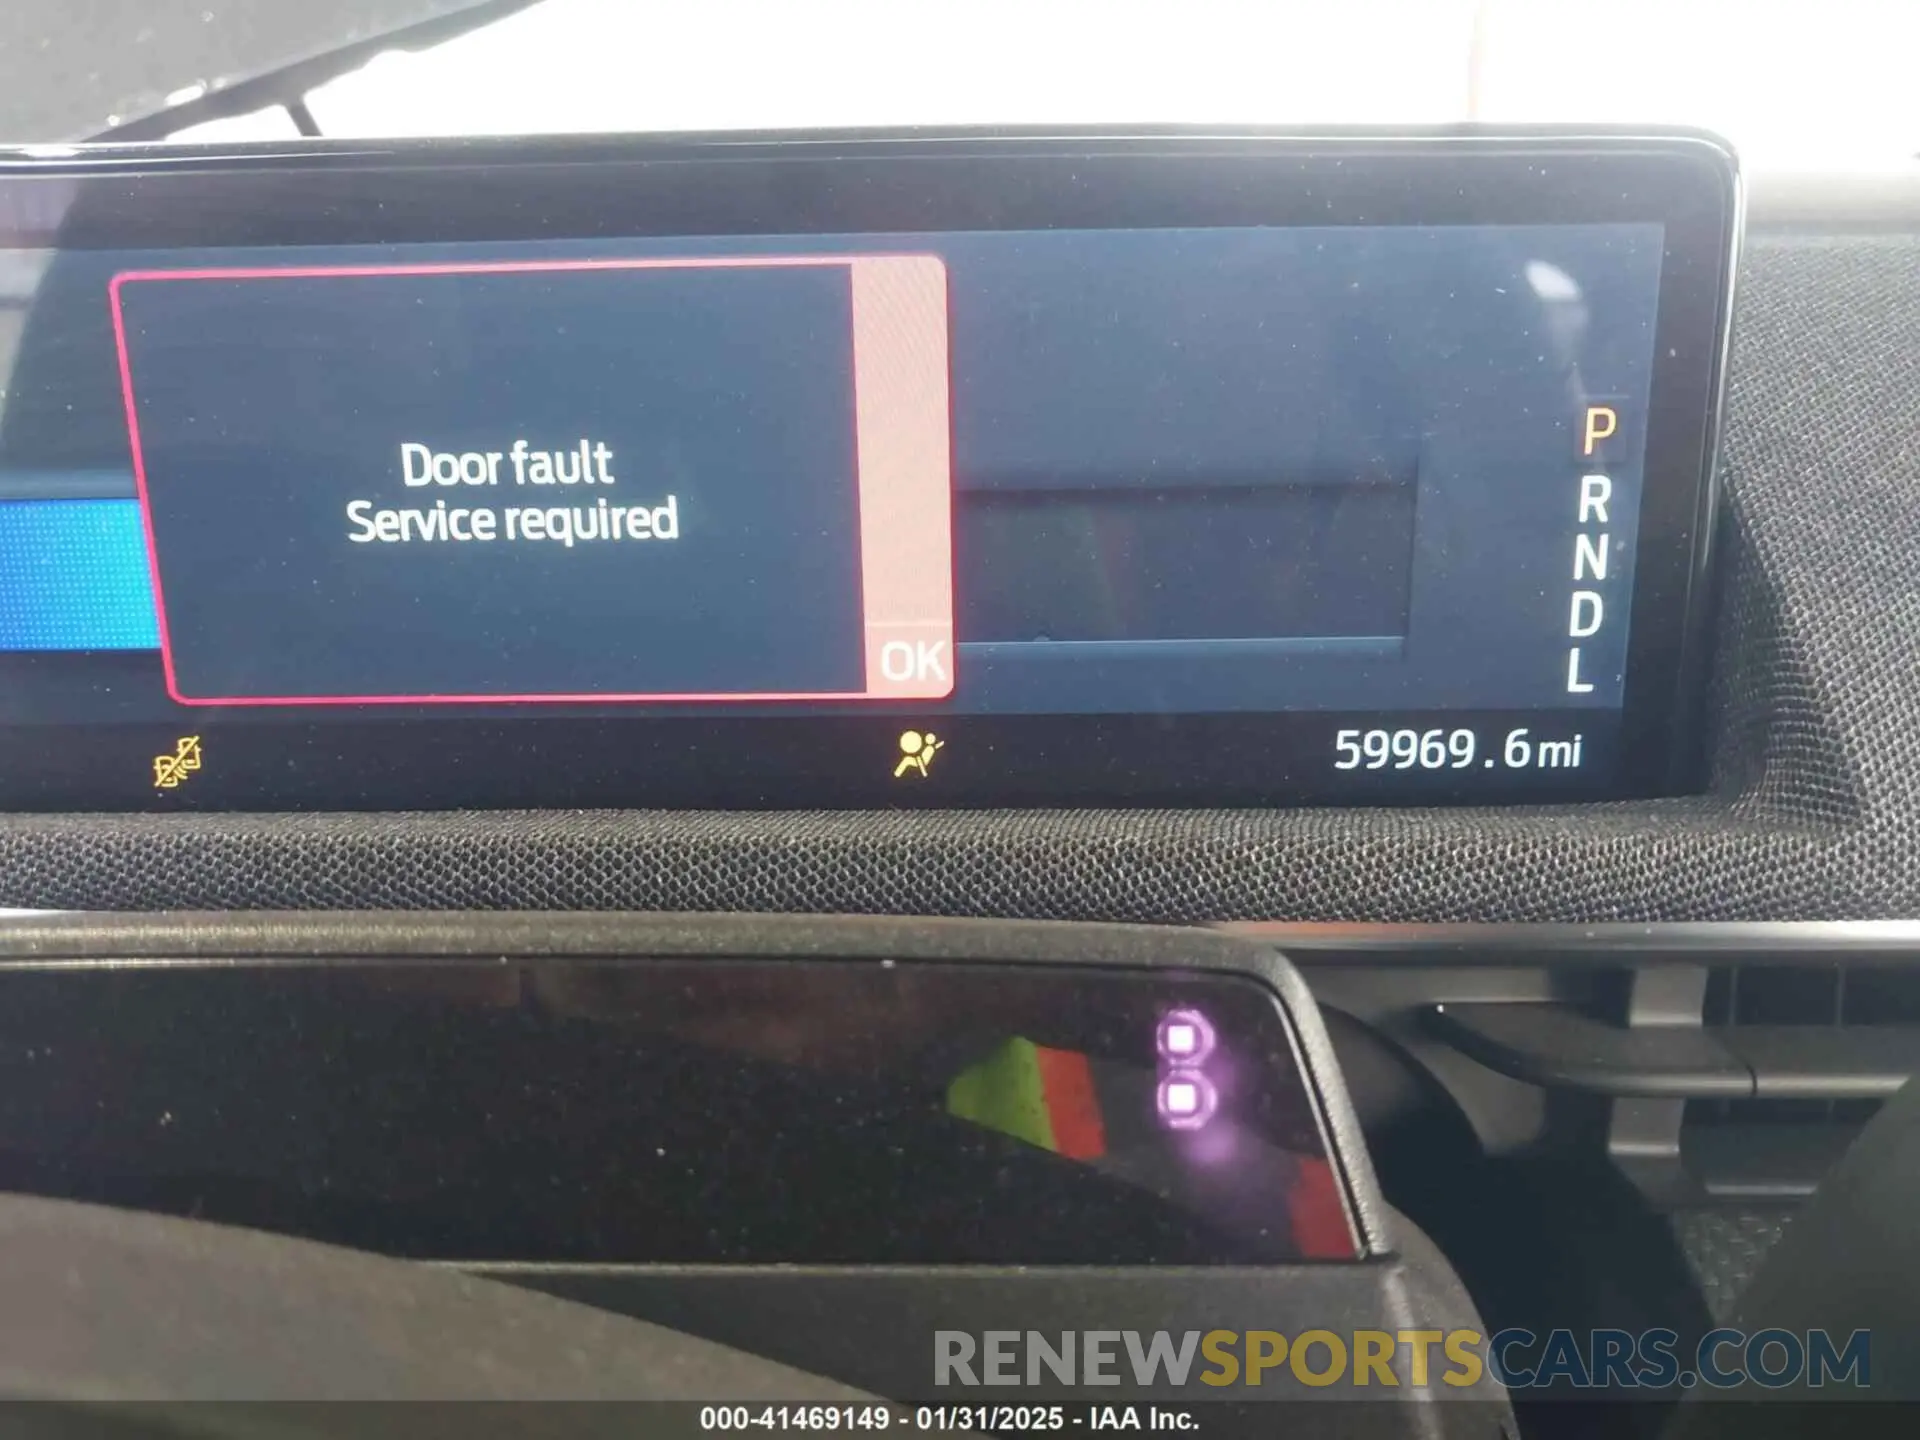 Door fault
Service required
OK
P
R
N
D
L
59969.6 mi
RENEWSPORTSCARS.COM
000-41469149 - 01/31/2025 - IAA Inc.